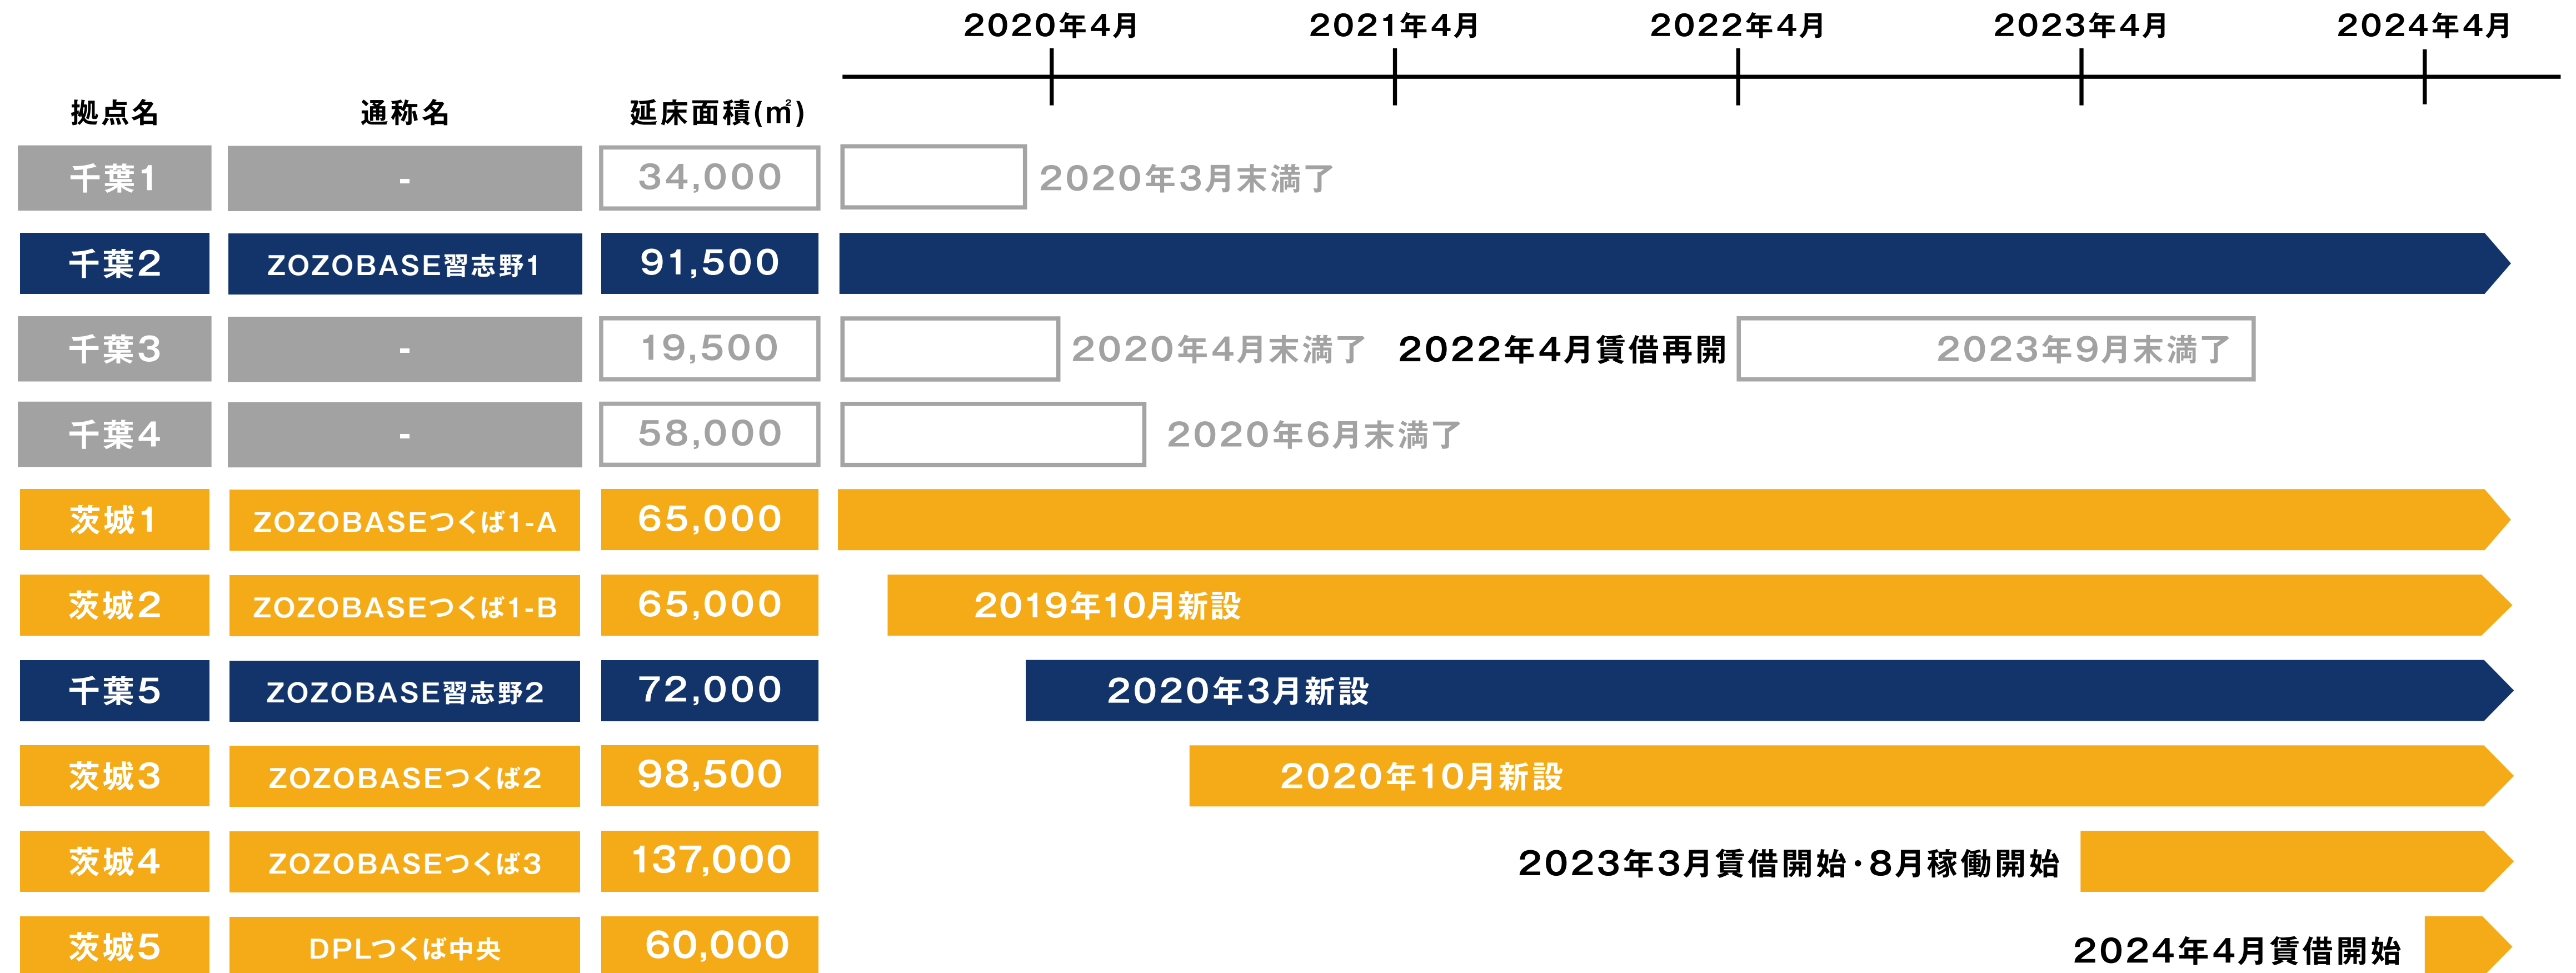 2020年4月 2021年4月 2022年4月 2023年4月 2024年4月
拠点名 通称名 延床面積(㎡)
千葉1 - 34,000 2020年3月末満了
千葉2 ZOZOBASE習志野1 91,500
千葉3 - 19,500 2020年4月末満了 2022年4月賃借再開 2023年9月末満了
千葉4 - 58,000 2020年6月末満了
茨城1 ZOZOBASEつくば1-A 65,000
茨城2 ZOZOBASEつくば1-B 65,000 2019年10月新設
千葉5 ZOZOBASE習志野2 72,000 2020年3月新設
茨城3 ZOZOBASEつくば2 98,500 2020年10月新設
茨城4 ZOZOBASEつくば3 137,000 2023年3月賃借開始・8月稼働開始
茨城5 DPLつくば中央 60,000 2024年4月賃借開始